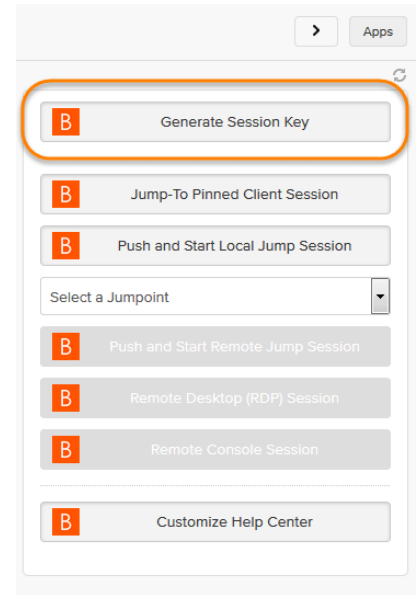 Apps
B Generate Session Key
B Jump-To Pinned Client Session
B Push and Start Local Jump Session
Select a Jumpoint
B Push and Start Remote Jump Session
B Remote Desktop (RDP) Session
B Remote Console Session
B Customize Help Center